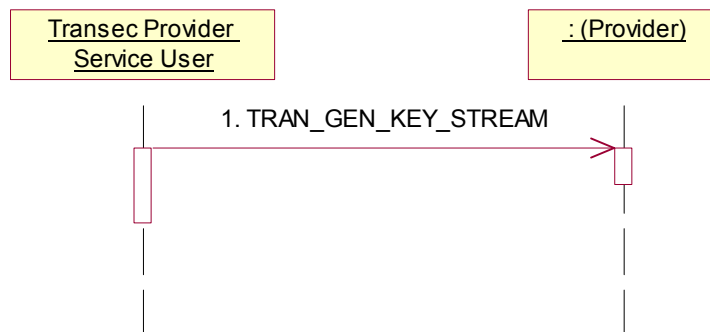 Transec Provider
Service User
: (Provider)
1. TRAN_GEN_KEY_STREAM